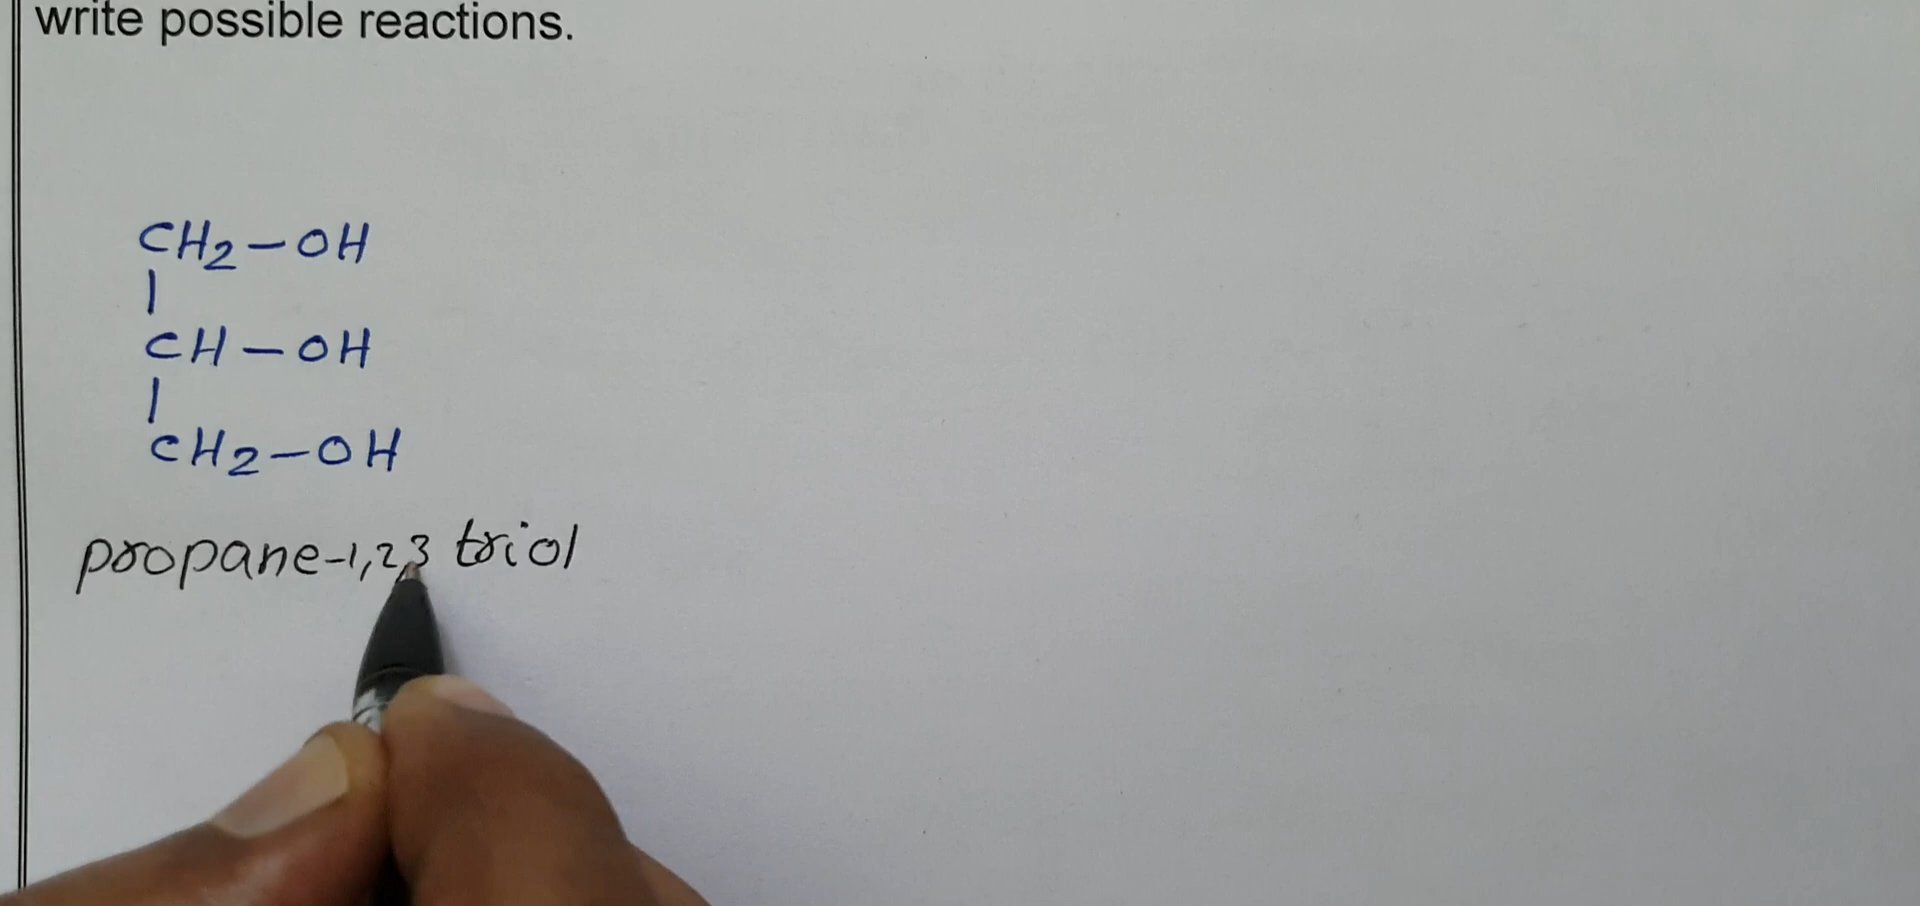 write possible reactions.
CH2-OH
|
CH-OH
|
CH2-OH
propane-1,2,3 triol